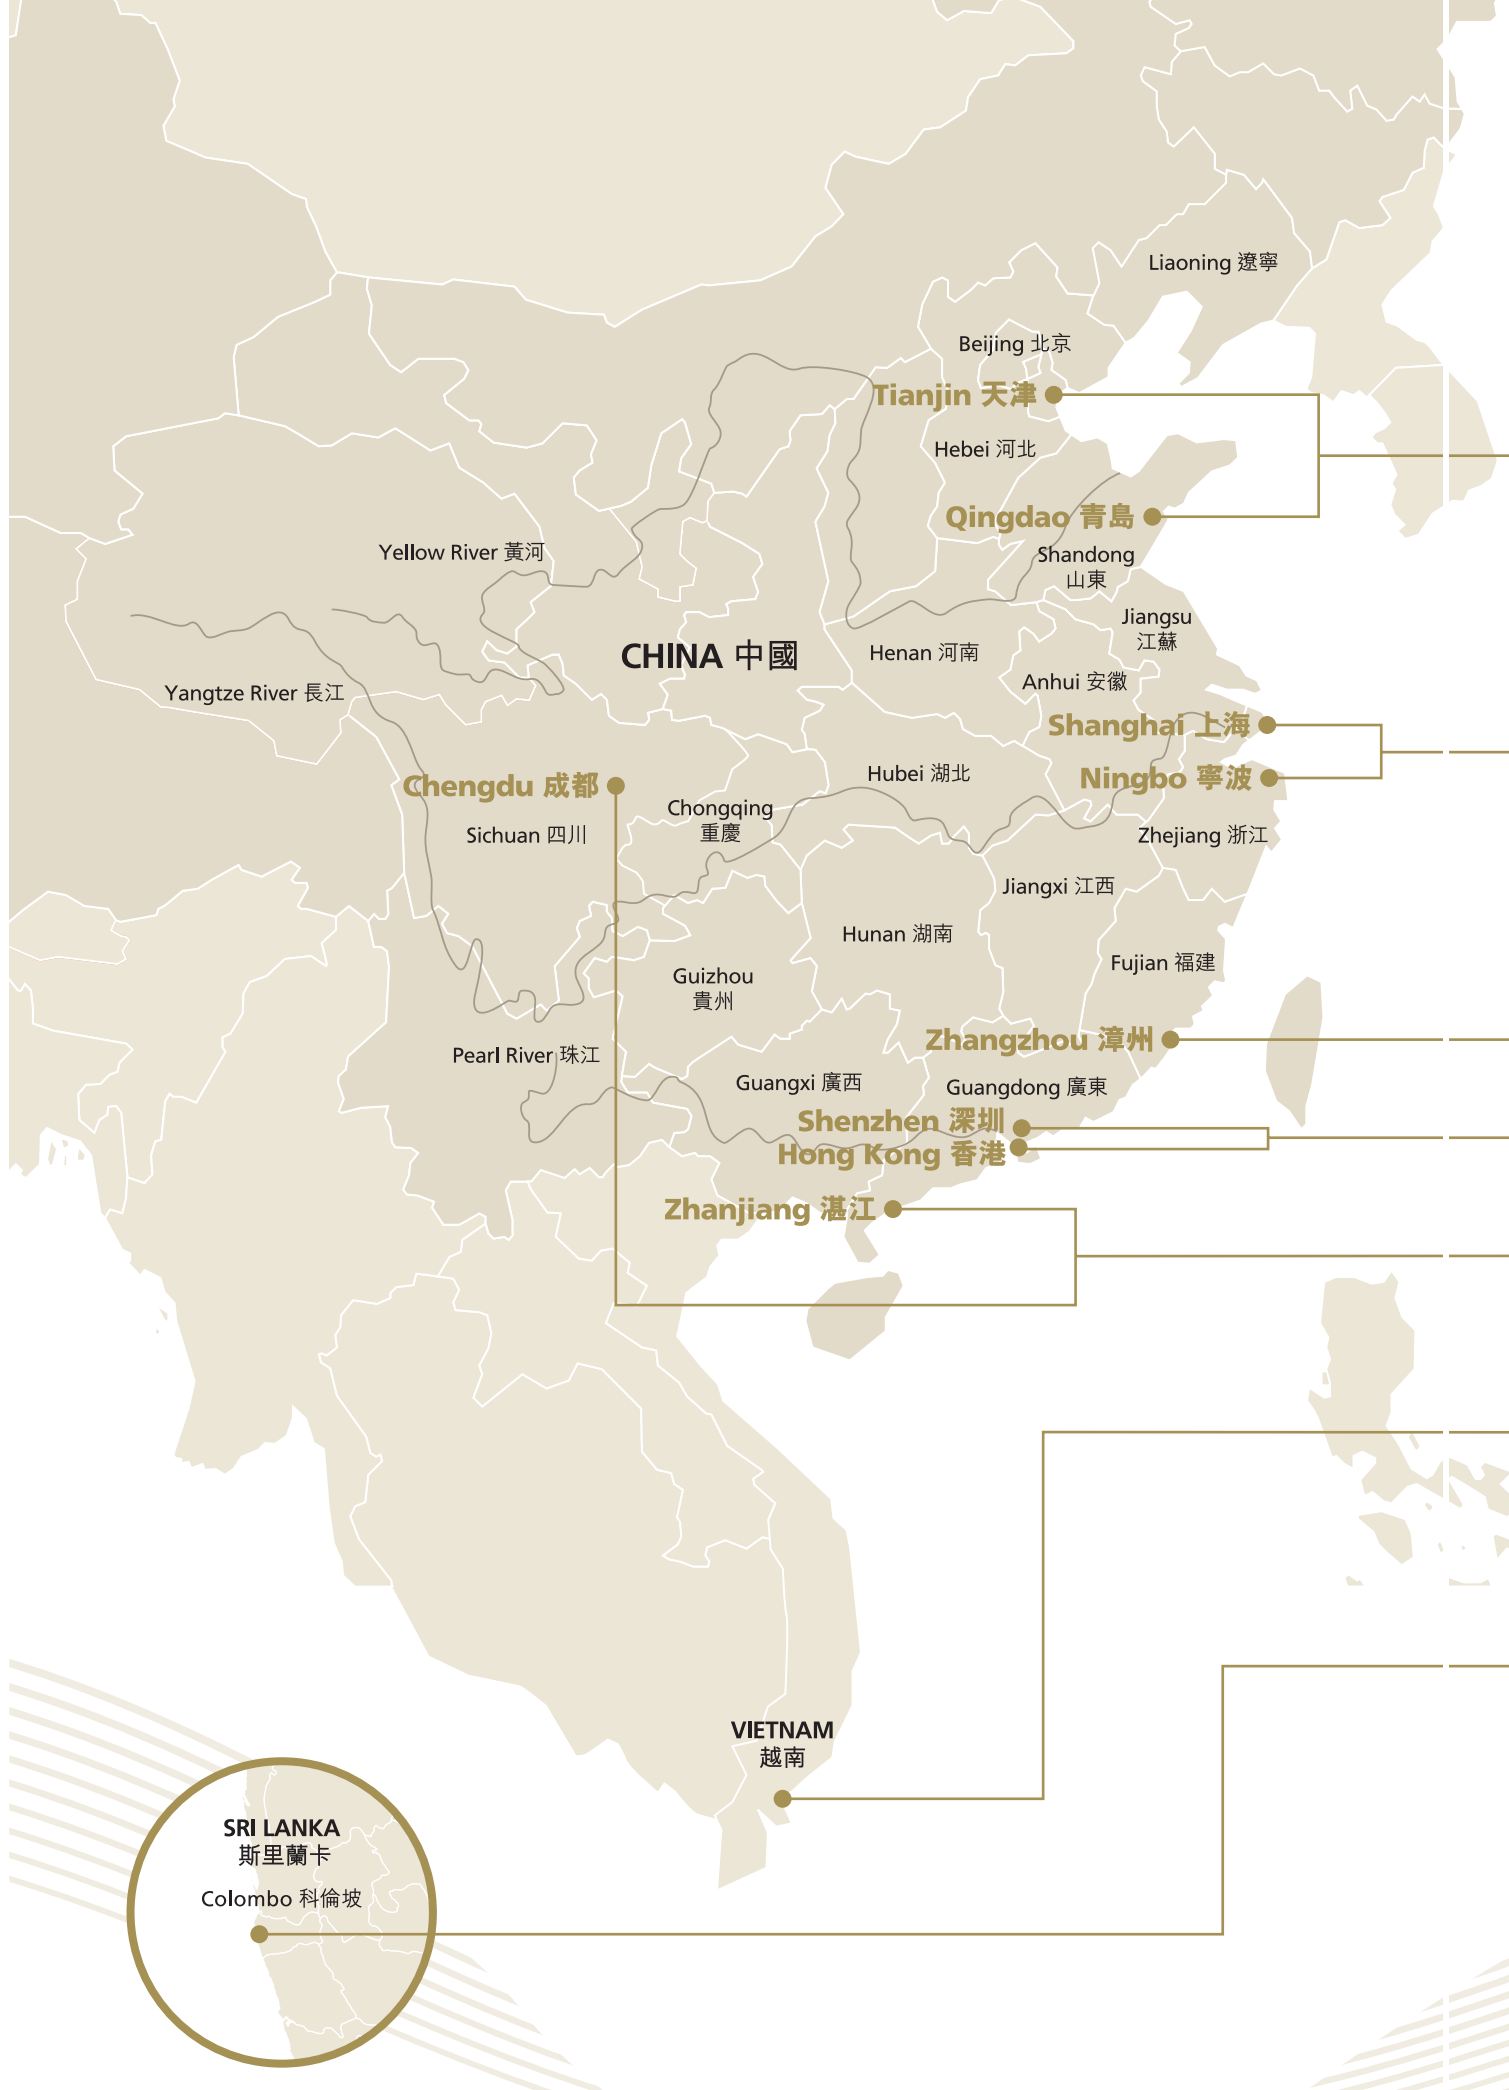 Liaoning 遼寧
Beijing 北京
Tianjin 天津
Hebei 河北
Qingdao 青島
Yellow River 黃河
Shandong
山東
Jiangsu
江蘇
CHINA 中國
Henan 河南
Anhui 安徽
Yangtze River 長江
Shanghai 上海
Hubei 湖北
Ningbo 寧波
Chengdu 成都
Chongqing
重慶
Sichuan 四川
Zhejiang 浙江
Jiangxi 江西
Hunan 湖南
Fujian 福建
Guizhou
貴州
Zhangzhou 漳州
Pearl River 珠江
Guangxi 廣西
Guangdong 廣東
Shenzhen 深圳
Hong Kong 香港
Zhanjiang 湛江
VIETNAM
越南
SRI LANKA
斯里蘭卡
Colombo 科倫坡